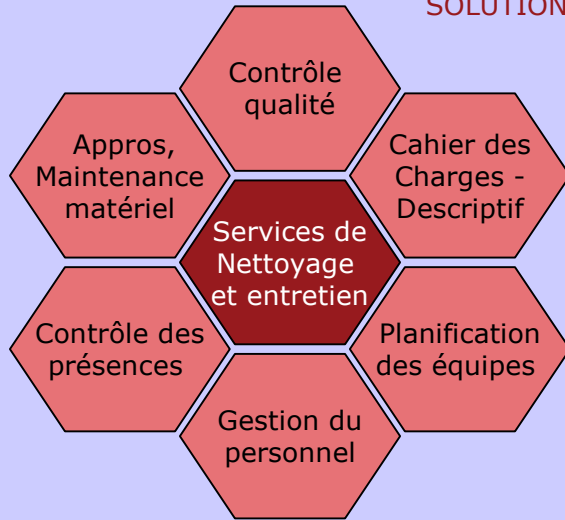 SOLUTION
Contrôle
qualité
Appros,
Maintenance
matériel
Cahier des
Charges -
Descriptif
Services de
Nettoyage
et entretien
Contrôle des
présences
Planification
des équipes
Gestion du
personnel